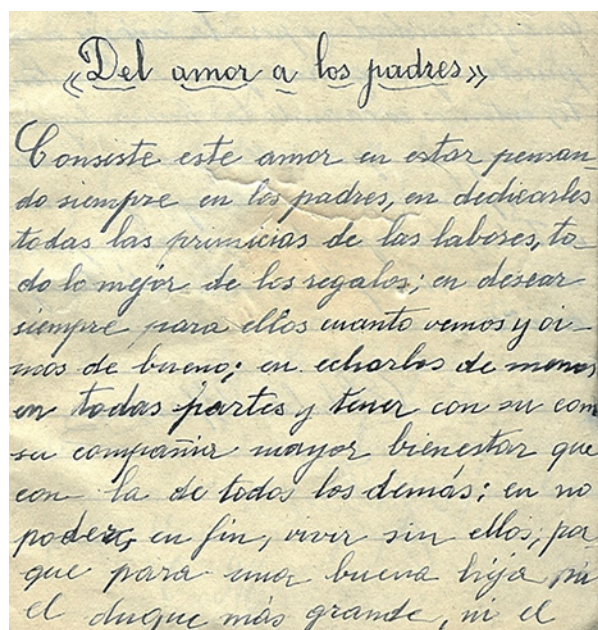 «Del amor a los padres»
Consiste este amor en estar pensan-
do siempre en los padres, en dedicarles
todas las primicias de las labores, to-
do lo mejor de los regalos; en desear
siempre para ellos cuanto vemos y oi-
mos de bueno; en echarlos de menos
en todas partes y tener con su com
su compañia mayor bienestar que
con la de todos los demás; en no
poder, en fin, vivir sin ellos; por
que para una buena hija ni
el duque más grande, ni el